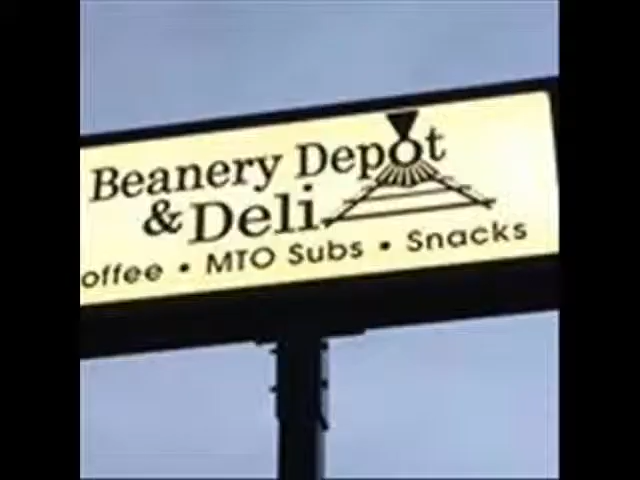 Beanery Depot
& Deli
offee • MTO Subs • Snacks